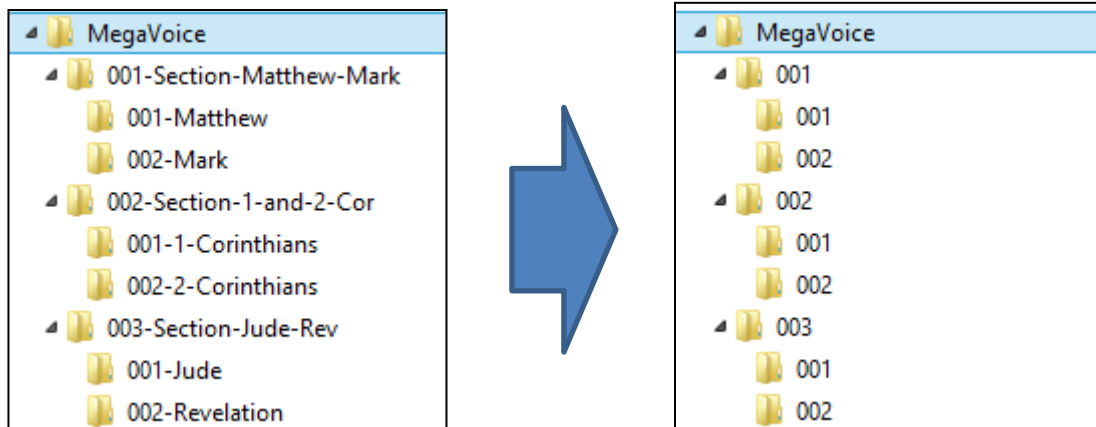 MegaVoice
001-Section-Matthew-Mark
001-Matthew
002-Mark
002-Section-1-and-2-Cor
001-1-Corinthians
002-2-Corinthians
003-Section-Jude-Rev
001-Jude
002-Revelation
MegaVoice
001
001
002
002
001
002
003
001
002